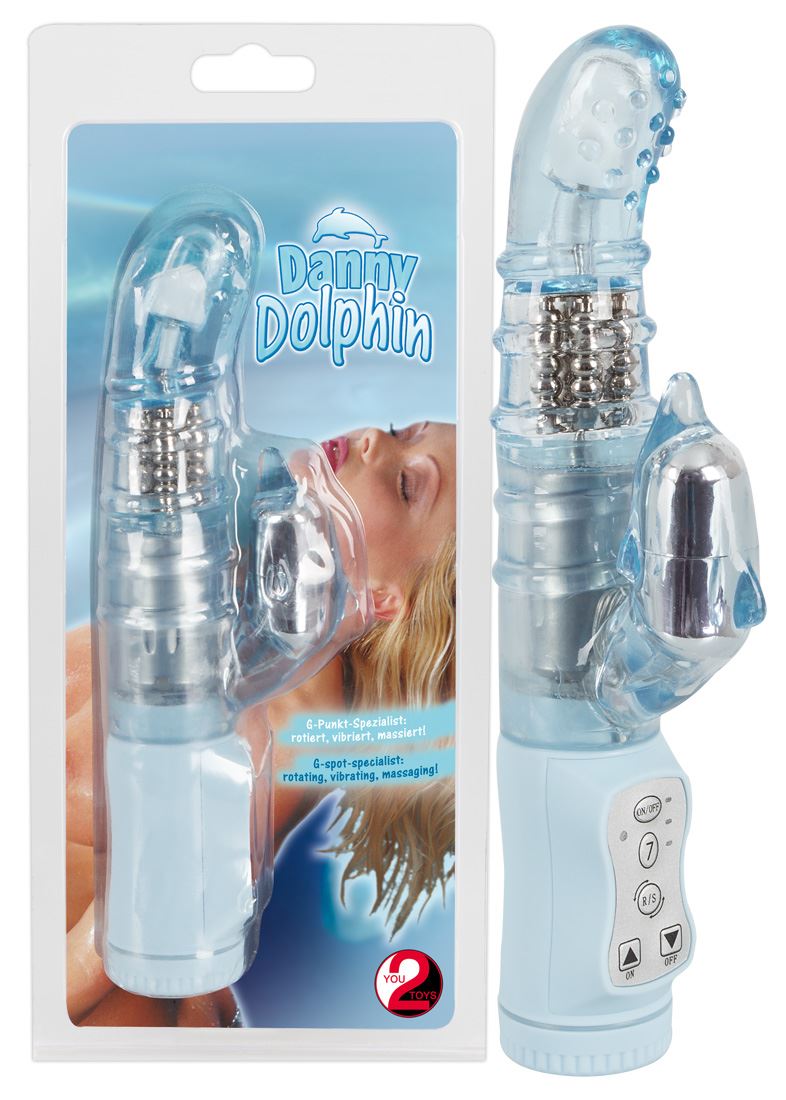 Danny
Dolphin
G-Punkt-Spezialist:
rotiert, vibriert, massiert!
G-spot-specialist:
rotating, vibrating, massaging!
YOU
2
TOYS
ON/OFF
7
R/S
ON
OFF